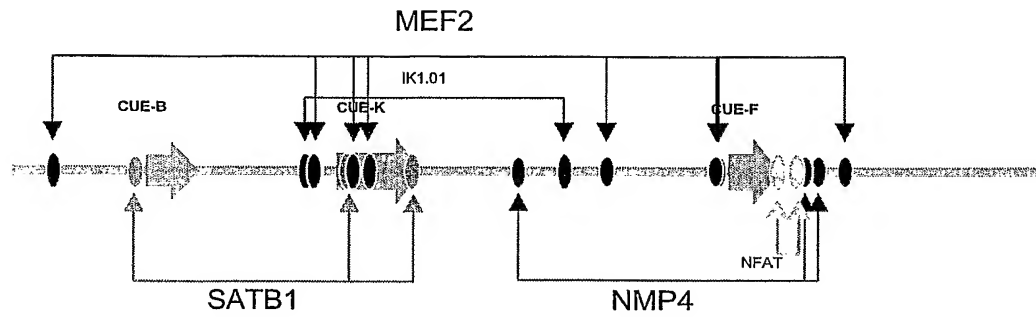 MEF2
IK1.01
CUE-B
CUE-K
CUE-F
NFAT
SATB1
NMP4